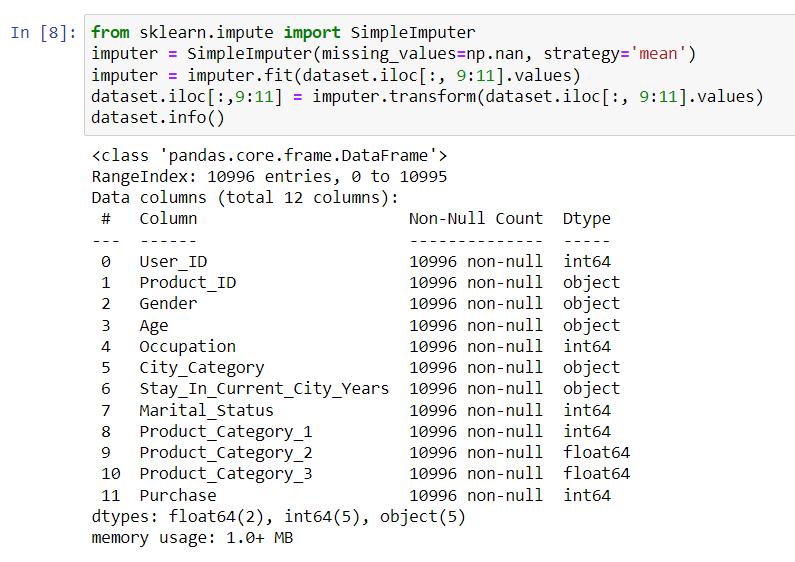 In [8]: from sklearn.impute import SimpleImputer
imputer = SimpleImputer(missing_values=np.nan, strategy='mean')
imputer = imputer.fit(dataset.iloc[:, 9:11].values)
dataset.iloc[:,9:11] = imputer.transform(dataset.iloc[:, 9:11].values)
dataset.info()
<class 'pandas.core.frame.DataFrame'>
RangeIndex: 10996 entries, 0 to 10995
Data columns (total 12 columns):
 #   Column                      Non-Null Count  Dtype
---  ------                      --------------  -----
 0   User_ID                     10996 non-null  int64
 1   Product_ID                  10996 non-null  object
 2   Gender                      10996 non-null  object
 3   Age                         10996 non-null  object
 4   Occupation                  10996 non-null  int64
 5   City_Category               10996 non-null  object
 6   Stay_In_Current_City_Years  10996 non-null  object
 7   Marital_Status              10996 non-null  int64
 8   Product_Category_1          10996 non-null  int64
 9   Product_Category_2          10996 non-null  float64
 10  Product_Category_3          10996 non-null  float64
 11  Purchase                    10996 non-null  int64
dtypes: float64(2), int64(5), object(5)
memory usage: 1.0+ MB